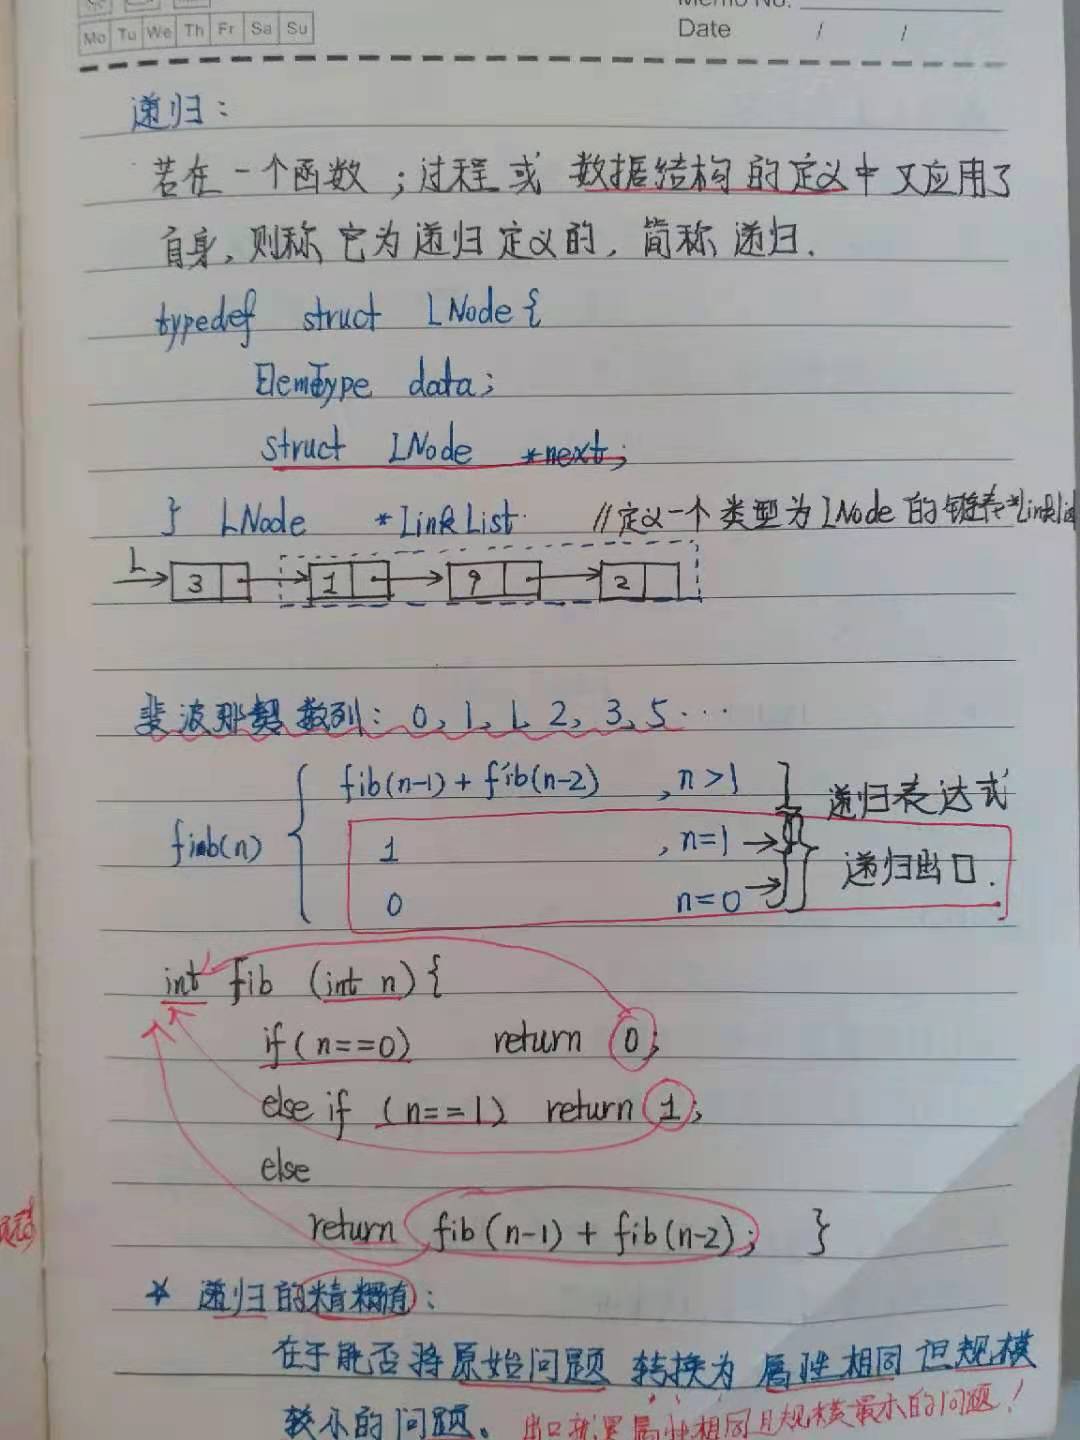 Memo No.
Mo Tu We Th Fr Sa Su
Date / /
递归:
若在一个函数;过程或数据结构的定义中又应用了
自身,则称它为递归定义的,简称递归.
typedef struct LNode{
ElemType data;
struct LNode *next;
} LNode *LinkList //定义一个类型为LNode的链表*Linklist
L 3 1 9 2
斐波那契数列: 0, 1, 1, 2, 3, 5 ...
fib(n-1) + fib(n-2) , n>1 递归表达式
fib(n) 1 , n=1 → 递归出口.
0 n=0 →
int fib (int n){
if(n==0) return 0;
else if (n==1) return 1;
else
return fib(n-1) + fib(n-2); }
* 递归的精髓:
在于能否将原始问题转换为属性相同但规模
较小的问题。 出口就是属性相同且规模最小的问题!